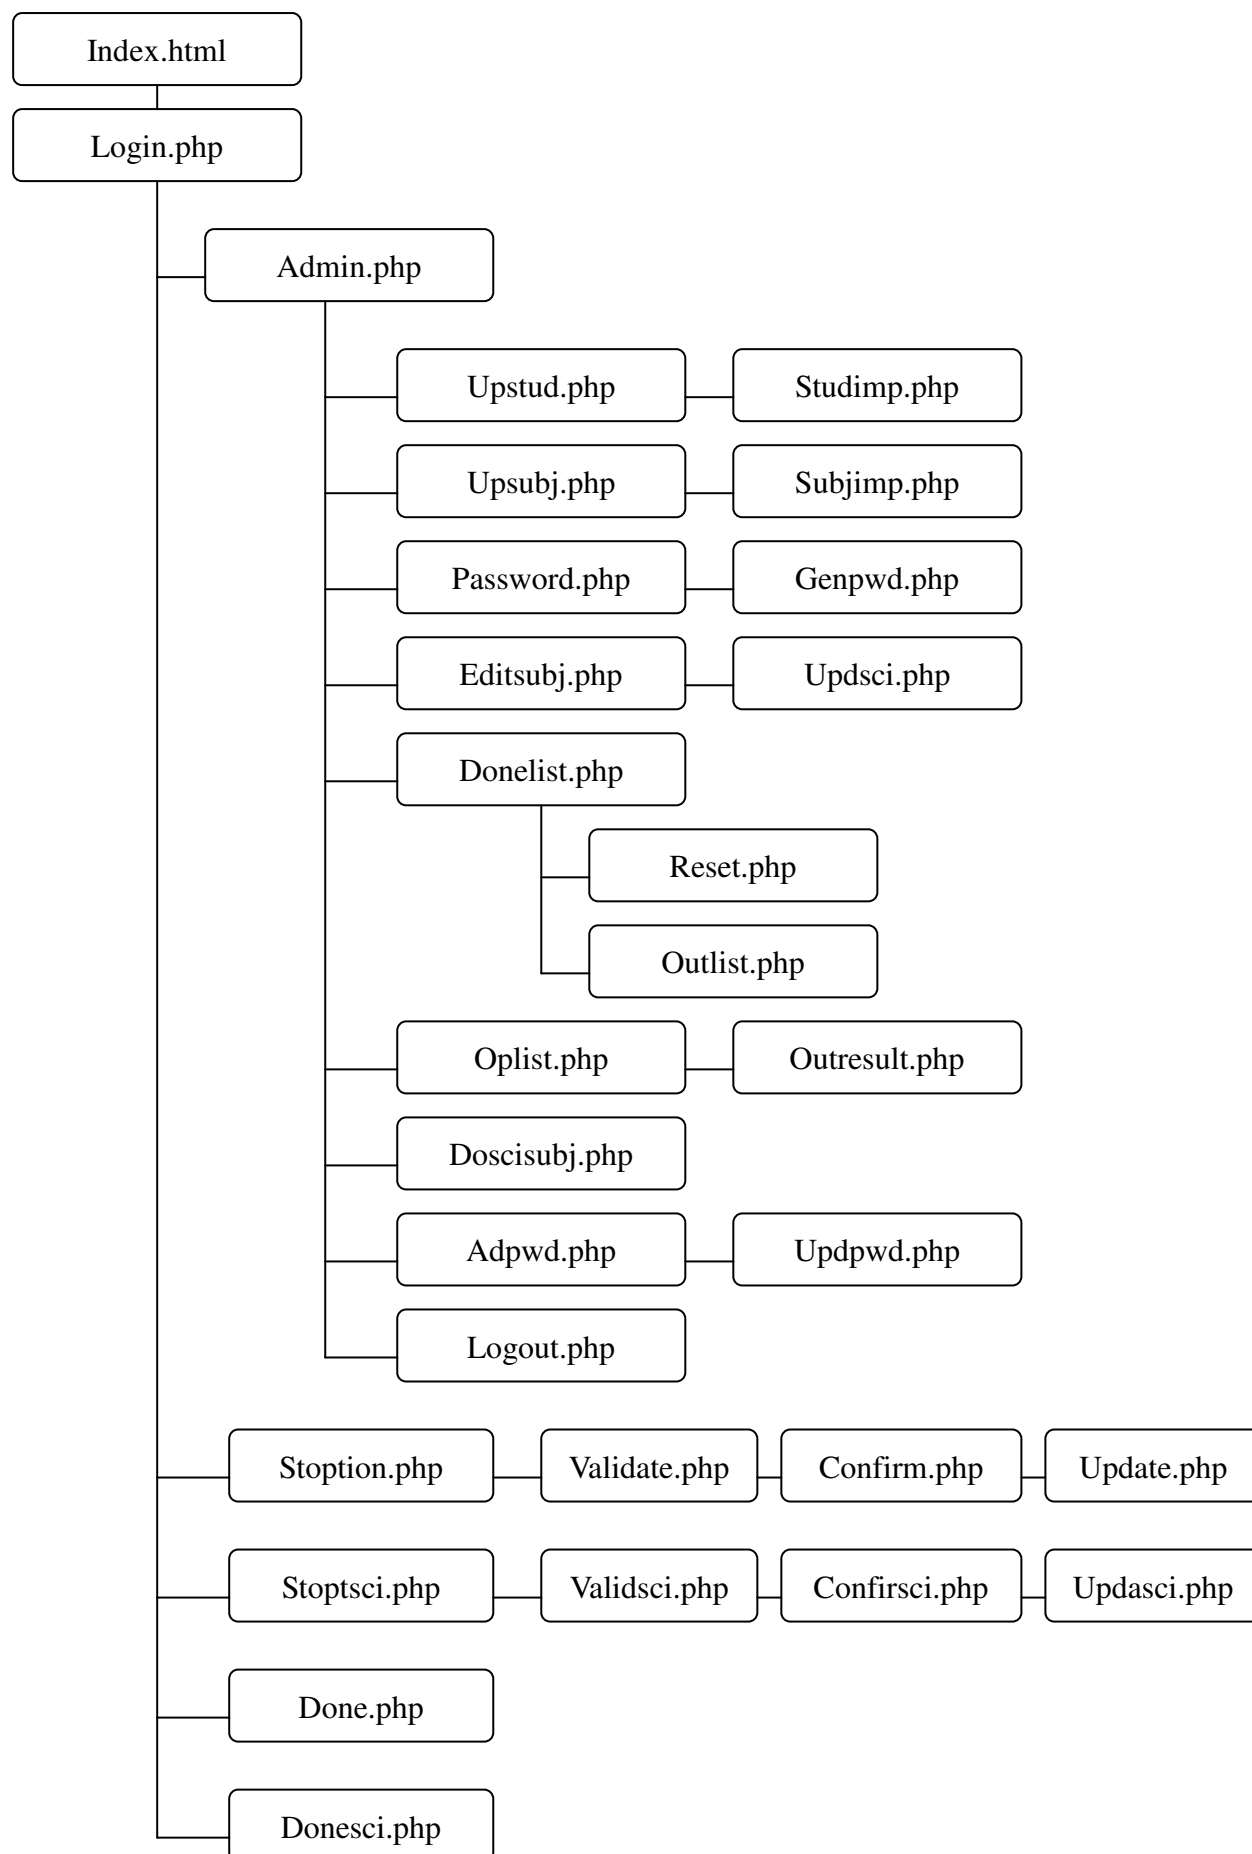 Index.html
Login.php
Admin.php
Upstud.php Studimp.php
Upsubj.php Subjimp.php
Password.php Genpwd.php
Editsubj.php Updsci.php
Donelist.php
Reset.php
Outlist.php
Oplist.php Outresult.php
Doscisubj.php
Adpwd.php Updpwd.php
Logout.php
Stoption.php Validate.php Confirm.php Update.php
Stoptsci.php Validsci.php Confirsci.php Updasci.php
Done.php
Donesci.php